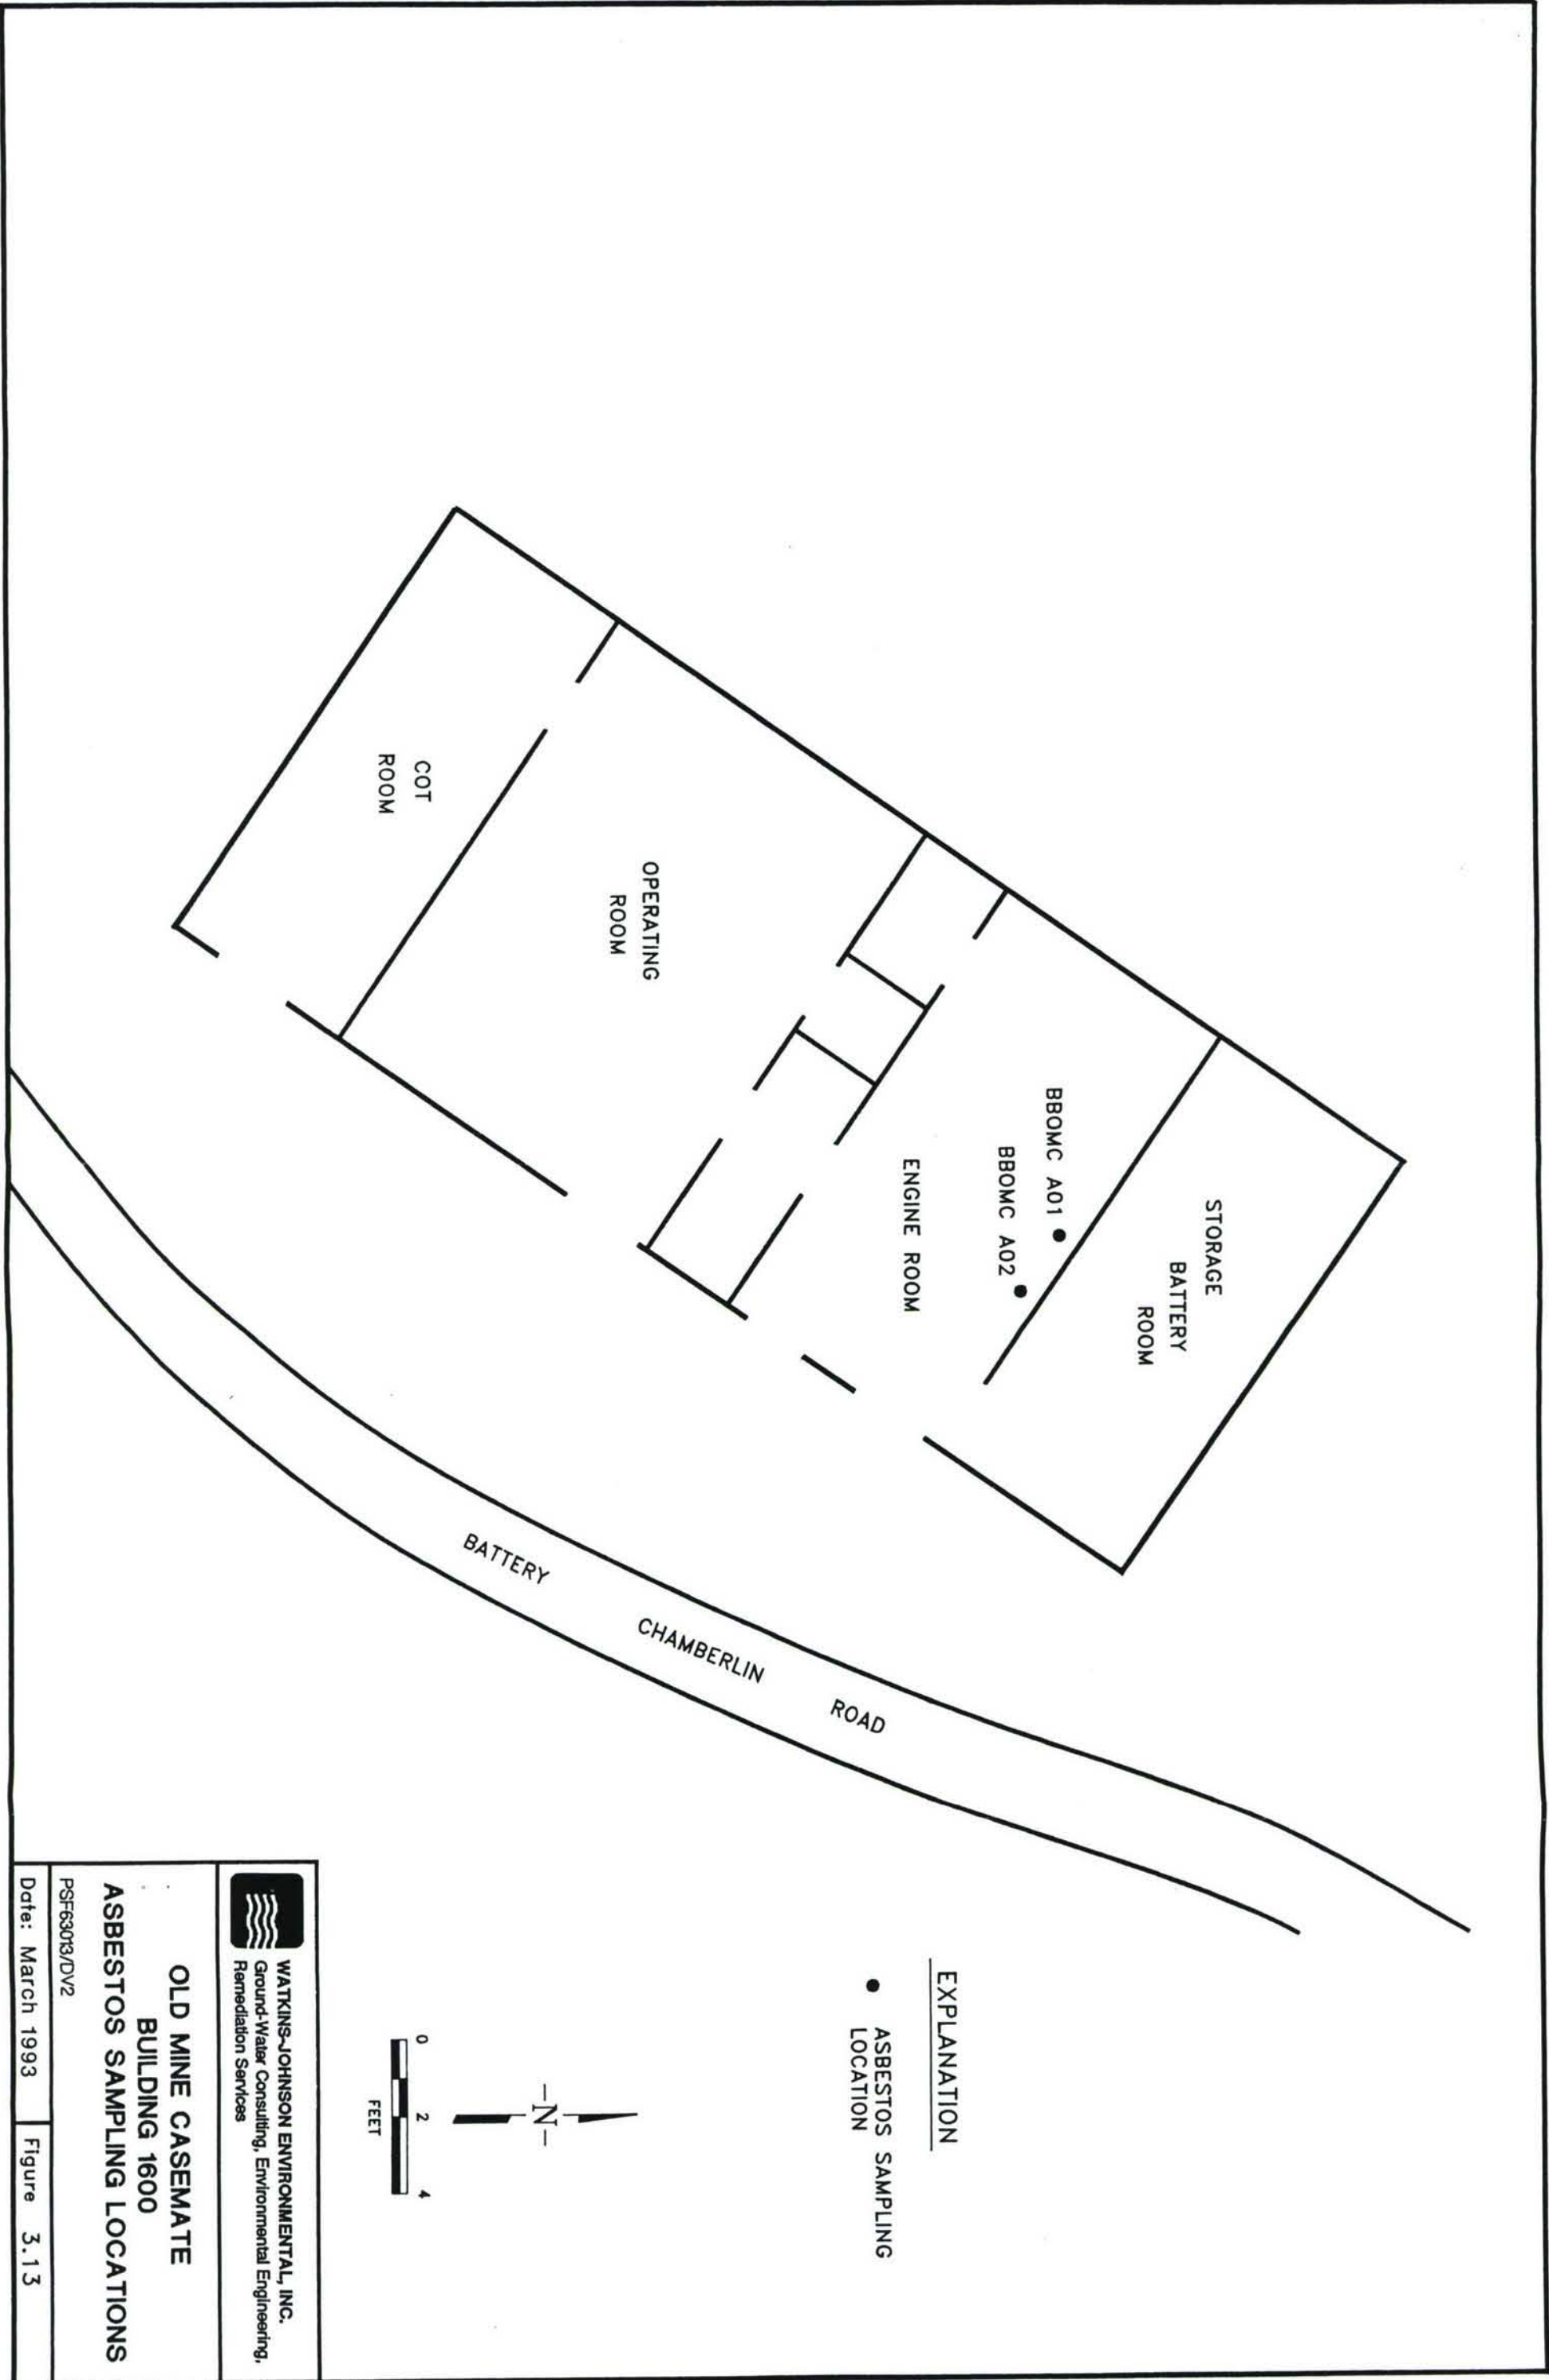 STORAGE
BATTERY
ROOM
BBOMC A01
BBOMC A02
ENGINE ROOM
OPERATING
ROOM
COT
ROOM
BATTERY CHAMBERLIN ROAD
EXPLANATION
ASBESTOS SAMPLING
LOCATION
-N-
0 2 4
FEET
WATKINS-JOHNSON ENVIRONMENTAL, INC.
Ground-Water Consulting, Environmental Engineering,
Remediation Services
OLD MINE CASEMATE
BUILDING 1600
ASBESTOS SAMPLING LOCATIONS
PSF63013/DV2
Date: March 1993
Figure 3.13